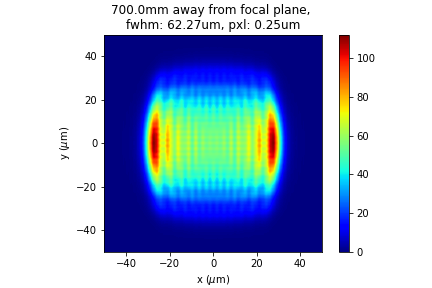 700.0mm away from focal plane,
fwhm: 62.27um, pxl: 0.25um
40
20
0
−20
−40
y (μm)
−40 −20 0 20 40
x (μm)
100
80
60
40
20
0